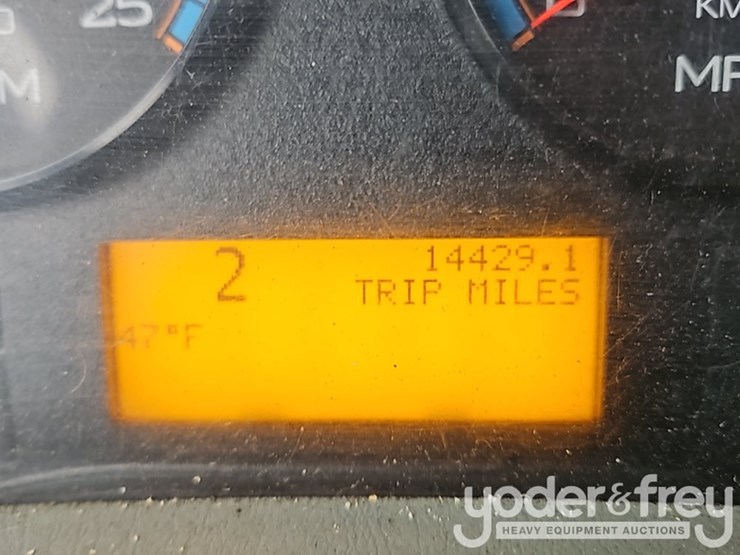 25
KM
MP
2 14429.1
TRIP MILES
47°F
yoder&frey
HEAVY EQUIPMENT AUCTIONS